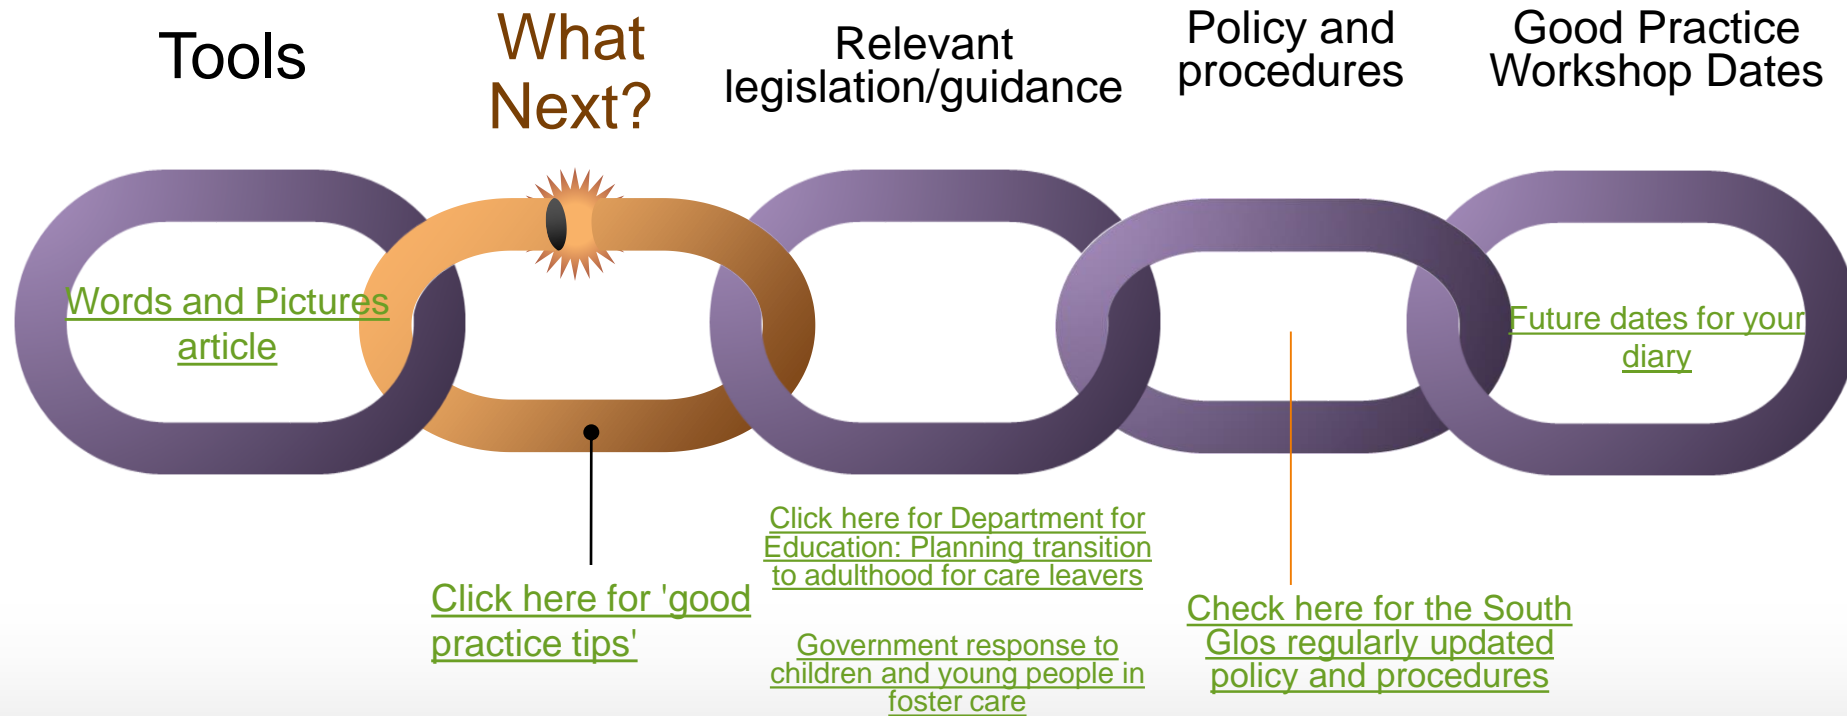 Tools
What
Next?
Relevant
legislation/guidance
Policy and
procedures
Good Practice
Workshop Dates
Words and Pictures
article
Future dates for your
diary
Click here for 'good
practice tips'
Click here for Department for
Education: Planning transition
to adulthood for care leavers
Government response to
children and young people in
foster care
Check here for the South
Glos regularly updated
policy and procedures